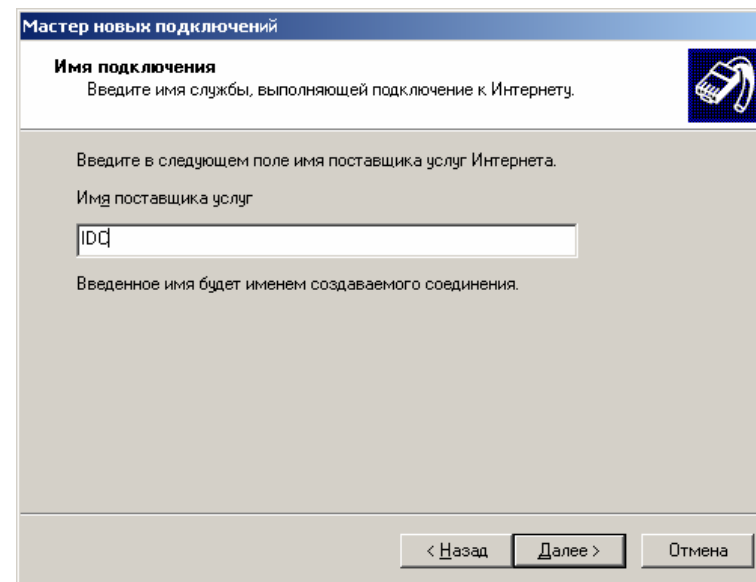 Мастер новых подключений
Имя подключения
Введите имя службы, выполняющей подключение к Интернету.
Введите в следующем поле имя поставщика услуг Интернета.
Имя поставщика услуг
IDC
Введенное имя будет именем создаваемого соединения.
< Назад Далее > Отмена